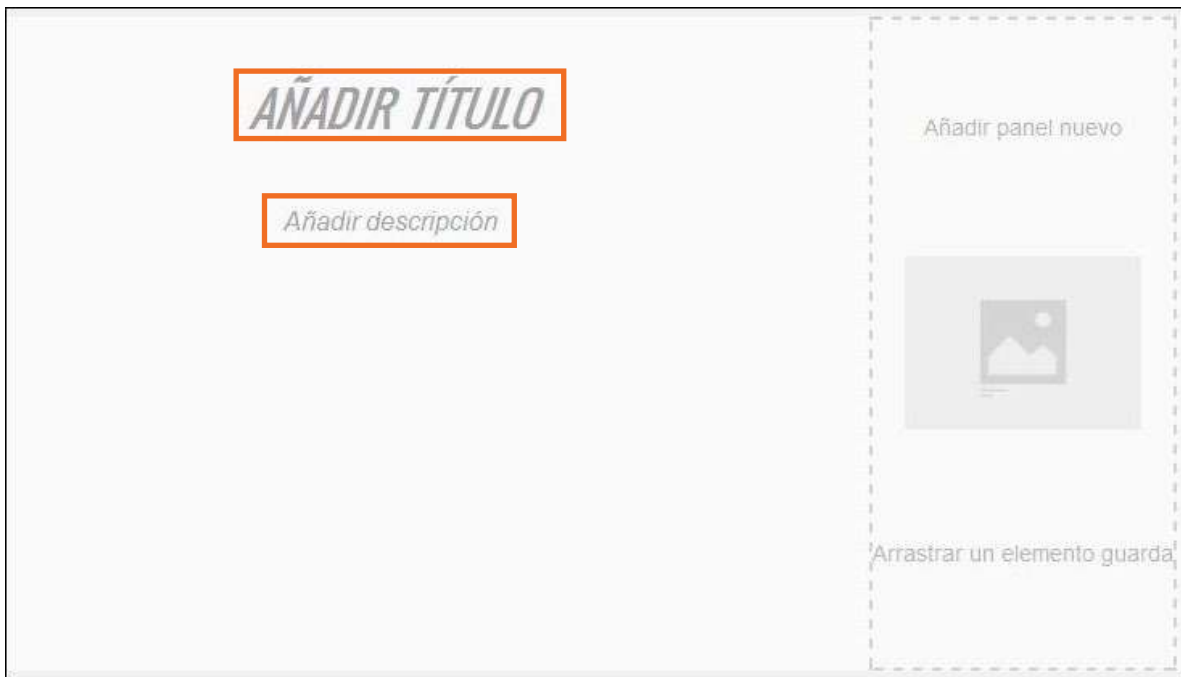 AÑADIR TÍTULO
Añadir descripción
Añadir panel nuevo
Arrastrar un elemento guarda